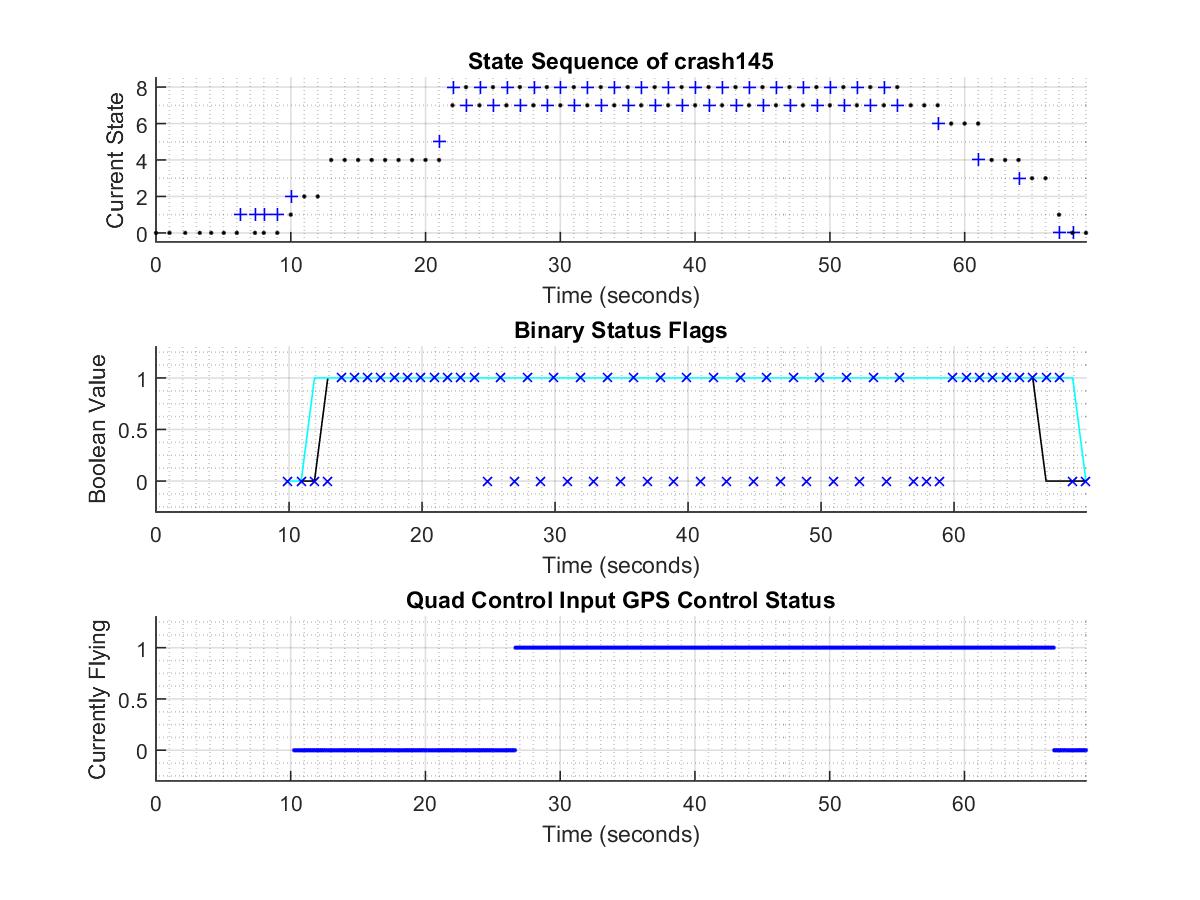 State Sequence of crash145
Current State
8
6
4
2
0
0 10 20 30 40 50 60
Time (seconds)
Binary Status Flags
Boolean Value
1
0.5
0
0 10 20 30 40 50 60
Time (seconds)
Quad Control Input GPS Control Status
Currently Flying
1
0.5
0
0 10 20 30 40 50 60
Time (seconds)